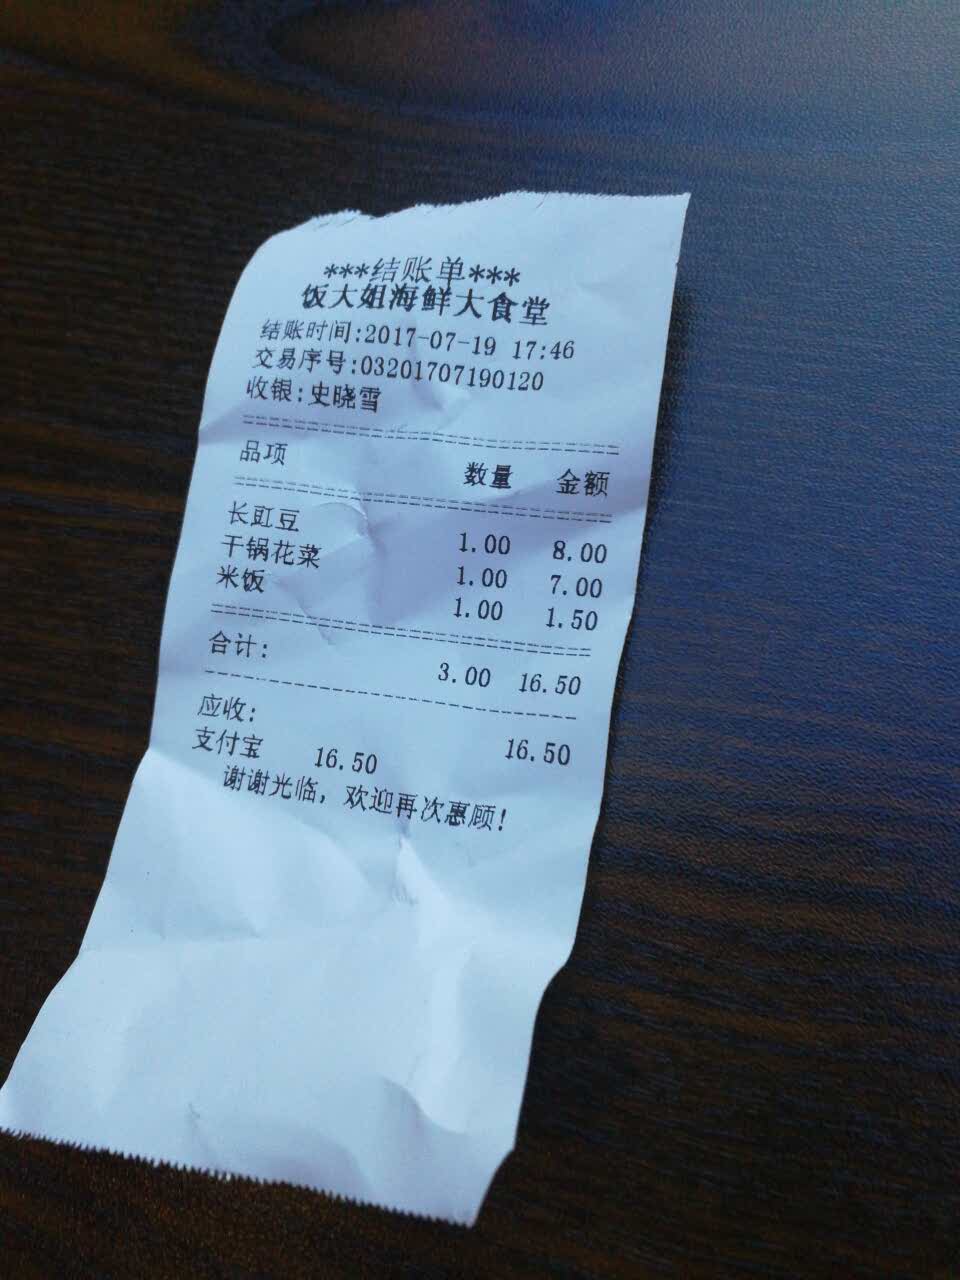 ***结账单***
饭大姐海鲜大食堂
结账时间:2017-07-19 17:46
交易序号:03201707190120
收银:史晓雪
品项 数量 金额
长豇豆 1.00 8.00
干锅花菜 1.00 7.00
米饭 1.00 1.50
合计: 3.00 16.50
应收: 16.50
支付宝 16.50
谢谢光临，欢迎再次惠顾!